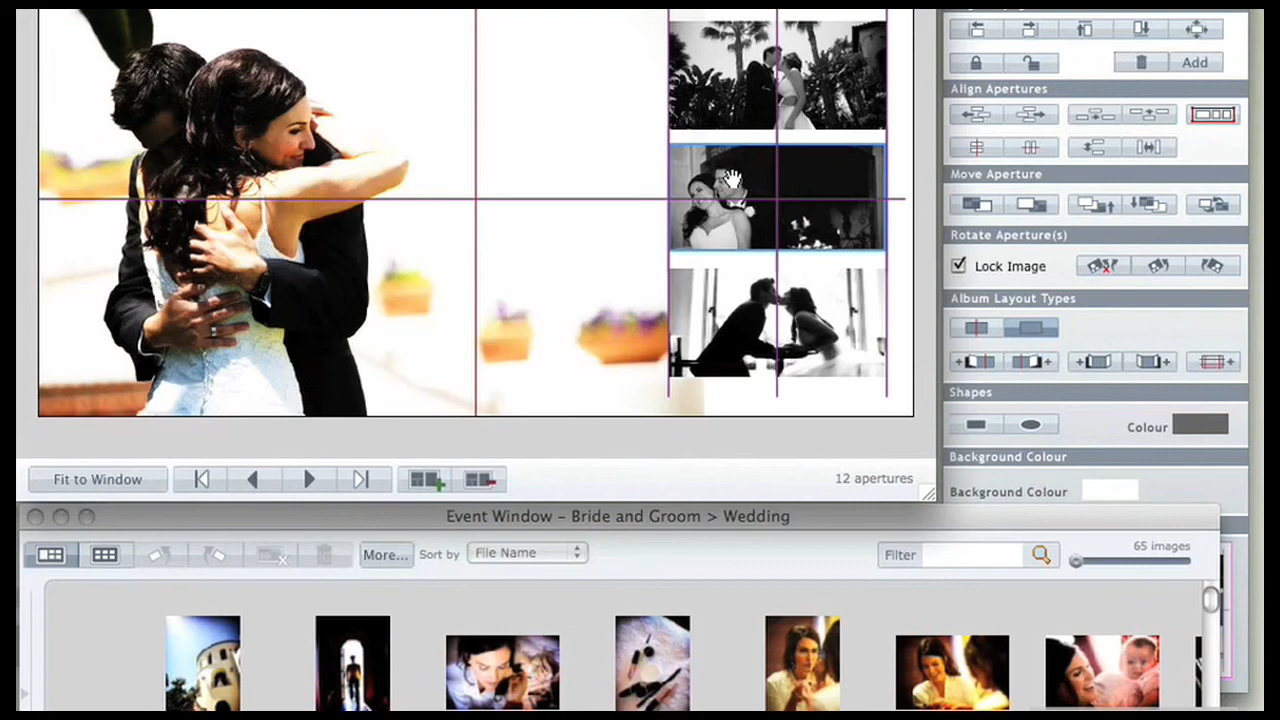 Add
Align Apertures
Move Aperture
Rotate Aperture(s)
Lock Image
Album Layout Types
Shapes
Colour
Background Colour
Background Colour
Fit to Window
12 apertures
Event Window – Bride and Groom > Wedding
More...
Sort by
File Name
Filter
65 images